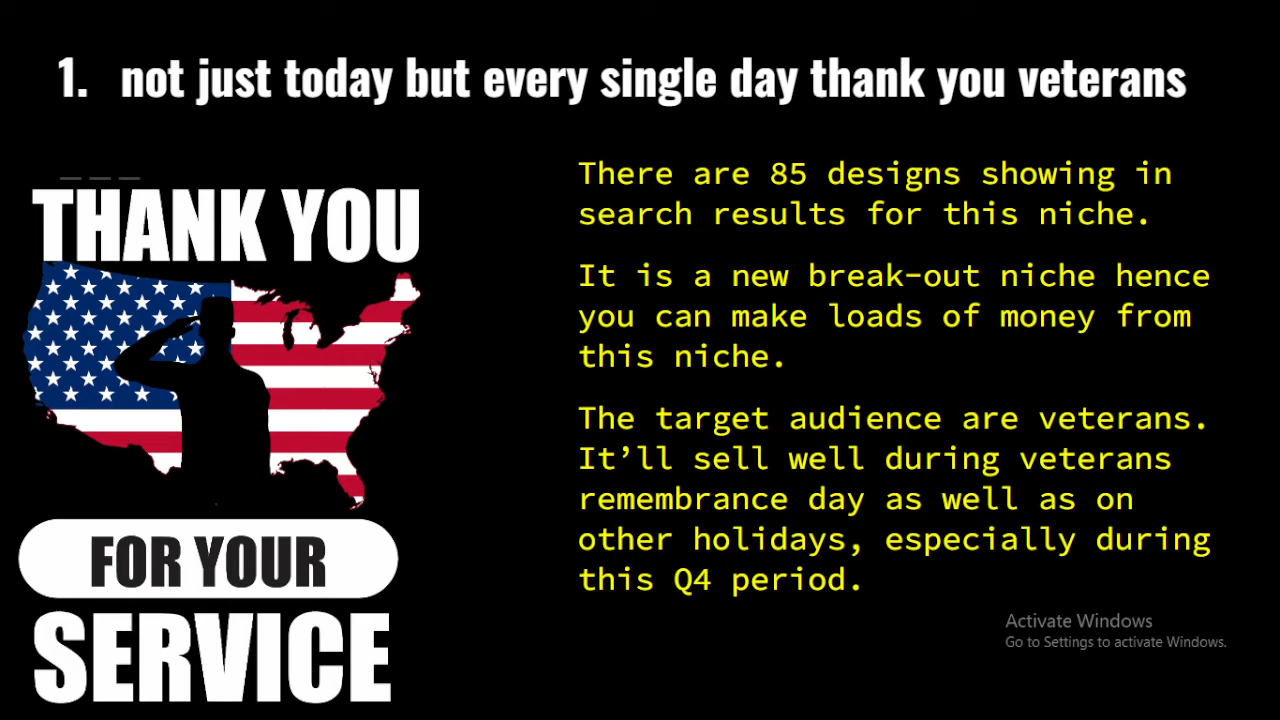 1. not just today but every single day thank you veterans
THANK YOU
FOR YOUR
SERVICE
There are 85 designs showing in
search results for this niche.
It is a new break-out niche hence
you can make loads of money from
this niche.
The target audience are veterans.
It’ll sell well during veterans
remembrance day as well as on
other holidays, especially during
this Q4 period.
Activate Windows
Go to Settings to activate Windows.